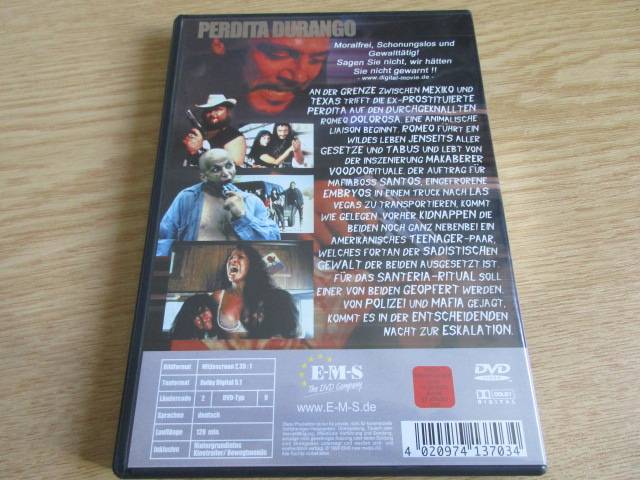 PERDITA DURANGO
Moralfrei, Schonungslos und
Gewalttätig!
Sagen Sie nicht, wir hätten
Sie nicht gewarnt !!
- www.digital-movie.de -
AN DER GRENZE ZWISCHEN MEXIKO UND
TEXAS TRIFFT DIE EX-PROSTITUIERTE
PERDITA AUF DEN DURCHGEKNALLTEN
ROMEO DOLOROSA. EINE ANIMALISCHE
LIAISON BEGINNT. ROMEO FÜHRT EIN
WILDES LEBEN JENSEITS ALLER
GESETZE UND TABUS UND LEBT VON
DER INSZENIERUNG MAKABERER
VOODOORITUALE. DER AUFTRAG FÜR
MAFIABOSS SANTOS, EINGEFRORENE
EMBRYOS IN EINEM TRUCK NACH LAS
VEGAS ZU TRANSPORTIEREN, KOMMT
WIE GELEGEN. VORHER KIDNAPPEN DIE
BEIDEN NOCH GANZ NEBENBEI EIN
AMERIKANISCHES TEENAGER-PAAR,
WELCHES FORTAN DER SADISTISCHEN
GEWALT DER BEIDEN AUSGESETZT IST.
FÜR DAS SANTERIA-RITUAL SOLL
EINER VON BEIDEN GEOPFERT WERDEN.
VON POLIZEI UND MAFIA GEJAGT,
KOMMT ES IN DER ENTSCHEIDENDEN
NACHT ZUR ESKALATION.
Bildformat Widescreen 2.35:1
Tonformat Dolby Digital 5.1
Ländercode 2 DVD-Typ 9
Sprachen deutsch
Lauflänge
Inklusive Hintergrundinfos
Kinotrailer/ Bewegtmenüs
E-M-S
The DVD Company
www.E-M-S.de
DVD
VIDEO
DOLBY
DIGITAL
4 020974 137034